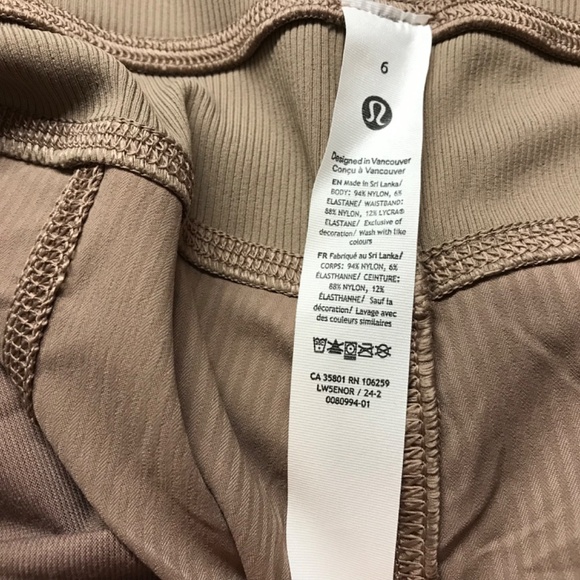 6
Designed in Vancouver
Conçu à Vancouver
EN Made in Sri Lanka/
BODY: 94% NYLON, 6%
ELASTANE/ WAISTBAND:
88% NYLON, 12% LYCRA®
ELASTANE/ Exclusive of
decoration/ Wash with like
colours
FR Fabriqué au Sri Lanka/
CORPS: 94% NYLON, 6%
ÉLASTHANNE/ CEINTURE:
88% NYLON, 12%
ÉLASTHANNE/ Sauf la
décoration/ Lavage avec
des couleurs similaires
CA 35801 RN 106259
LW5ENOR / 24-2
0080994-01